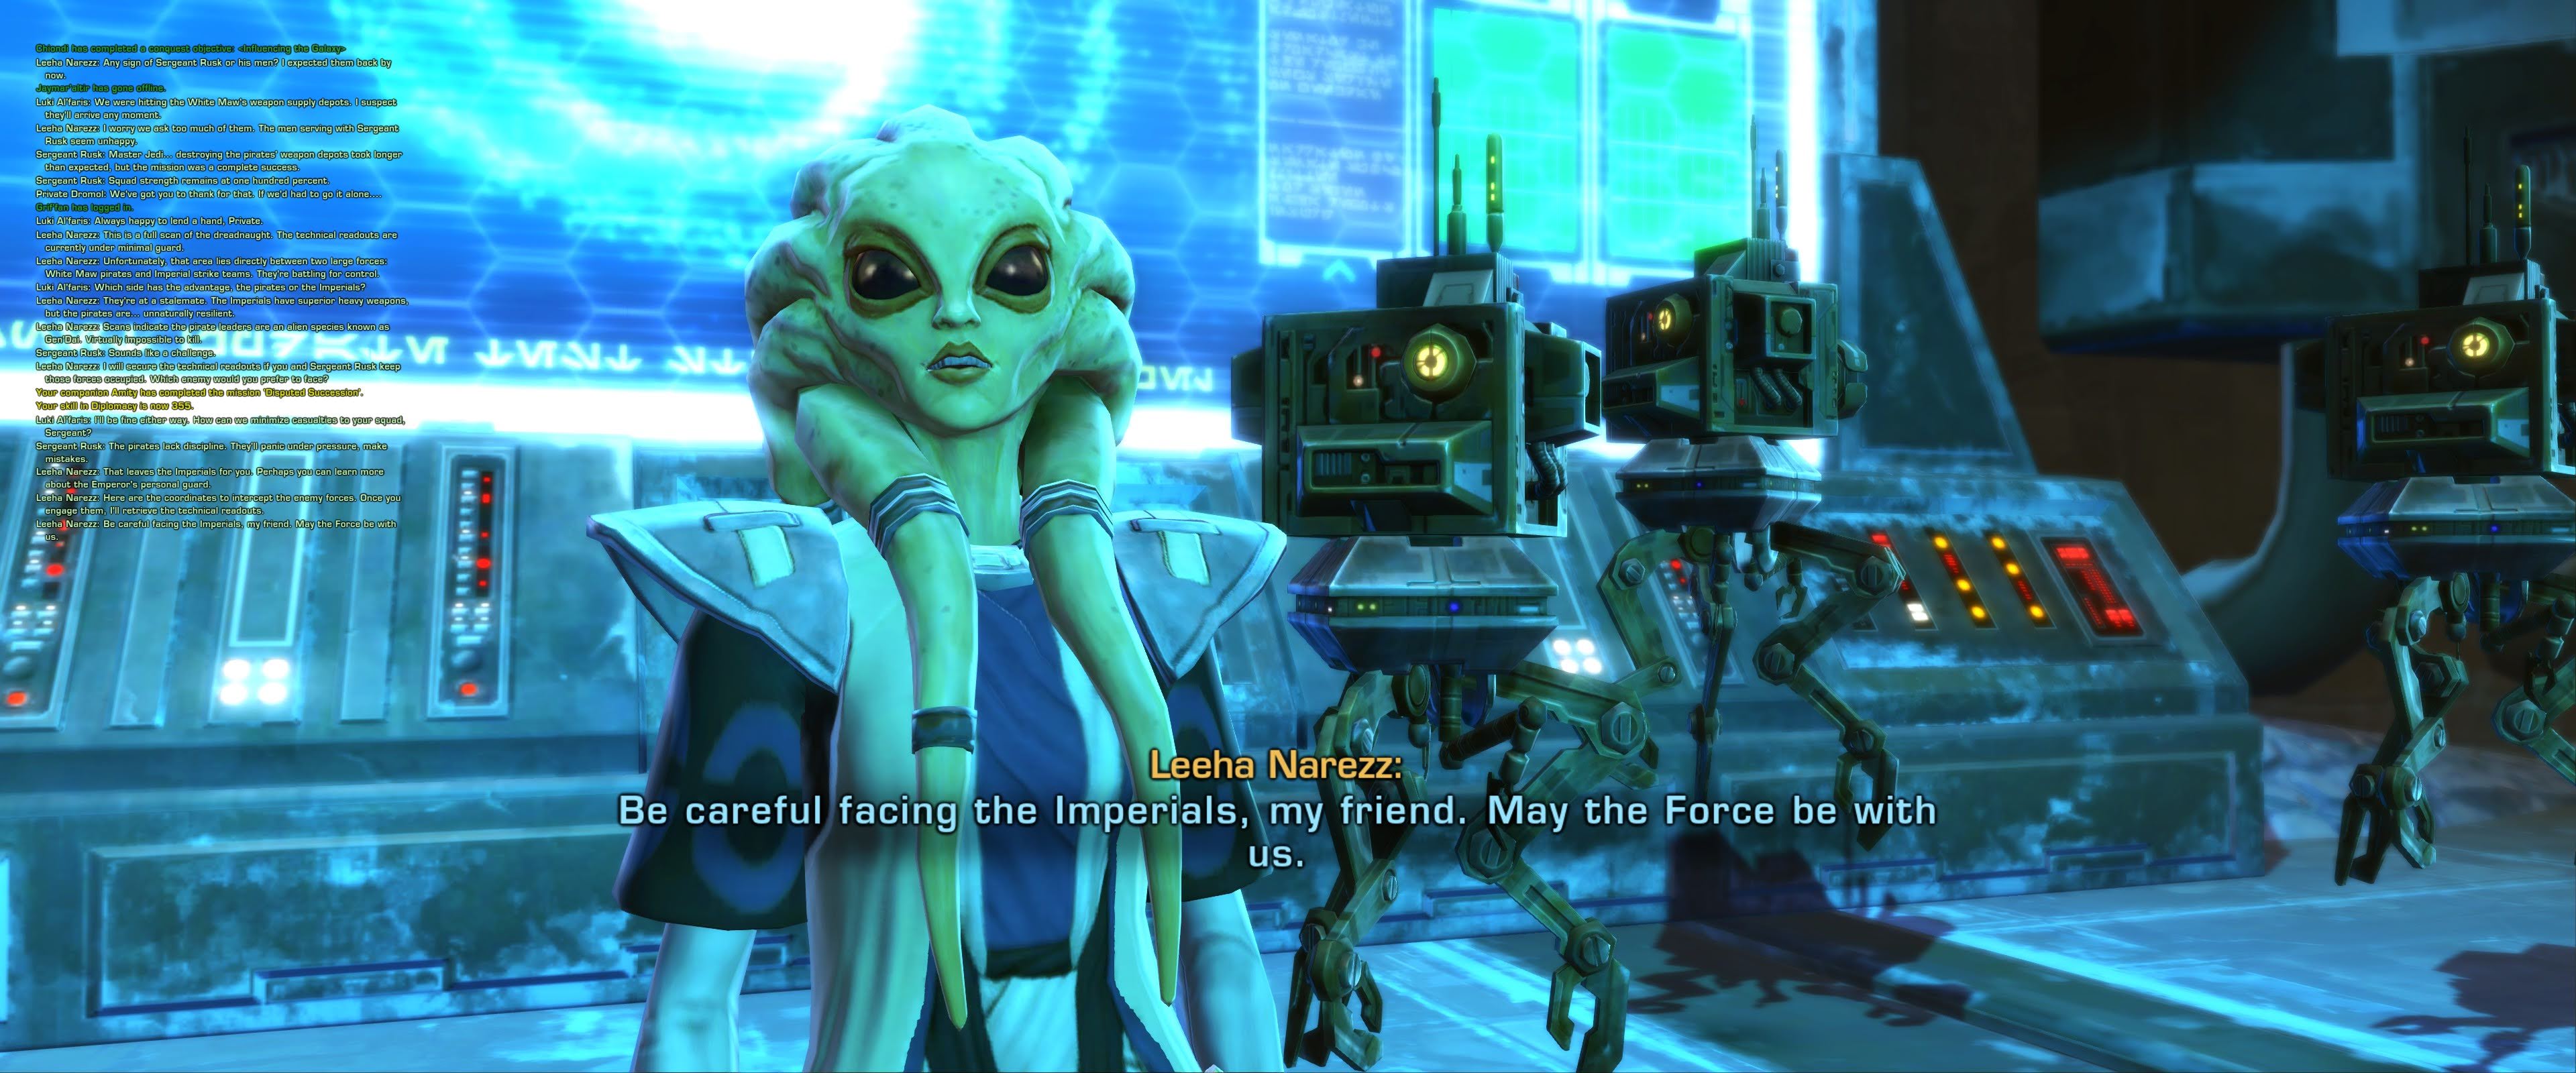 Chiondi has completed a conquest objective: <Influencing the Galaxy>
Leeha Narezz: Any sign of Sergeant Rusk or his men? I expected them back by
now.
Jaymar'altir has gone offline.
Luki Al'faris: We were hitting the White Maw's weapon supply depots. I suspect
they'll arrive any moment.
Leeha Narezz: I worry we ask too much of them. The men serving with Sergeant
Rusk seem unhappy.
Sergeant Rusk: Master Jedi... destroying the pirates' weapon depots took longer
than expected, but the mission was a complete success.
Sergeant Rusk: Squad strength remains at one hundred percent.
Private Dromol: We've got you to thank for that. If we'd had to go it alone....
Grif'fan has logged in.
Luki Al'faris: Always happy to lend a hand, Private.
Leeha Narezz: This is a full scan of the dreadnaught. The technical readouts are
currently under minimal guard.
Leeha Narezz: Unfortunately, that area lies directly between two large forces:
White Maw pirates and Imperial strike teams. They're battling for control.
Luki Al'faris: Which side has the advantage, the pirates or the Imperials?
Leeha Narezz: They're at a stalemate. The Imperials have superior heavy weapons,
but the pirates are... unnaturally resilient.
Leeha Narezz: Scans indicate the pirate leaders are an alien species known as
Gen'Dai. Virtually impossible to kill.
Sergeant Rusk: Sounds like a challenge.
Leeha Narezz: I will secure the technical readouts if you and Sergeant Rusk keep
those forces occupied. Which enemy would you prefer to face?
Your companion Amity has completed the mission 'Disputed Succession'.
Your skill in Diplomacy is now 355.
Luki Al'faris: I'll be fine either way. How can we minimize casualties to your squad,
Sergeant?
Sergeant Rusk: The pirates lack discipline. They'll panic under pressure, make
mistakes.
Leeha Narezz: That leaves the Imperials for you. Perhaps you can learn more
about the Emperor's personal guard.
Leeha Narezz: Here are the coordinates to intercept the enemy forces. Once you
engage them, I'll retrieve the technical readouts.
Leeha Narezz: Be careful facing the Imperials, my friend. May the Force be with
us.
Leeha Narezz:
Be careful facing the Imperials, my friend. May the Force be with
us.